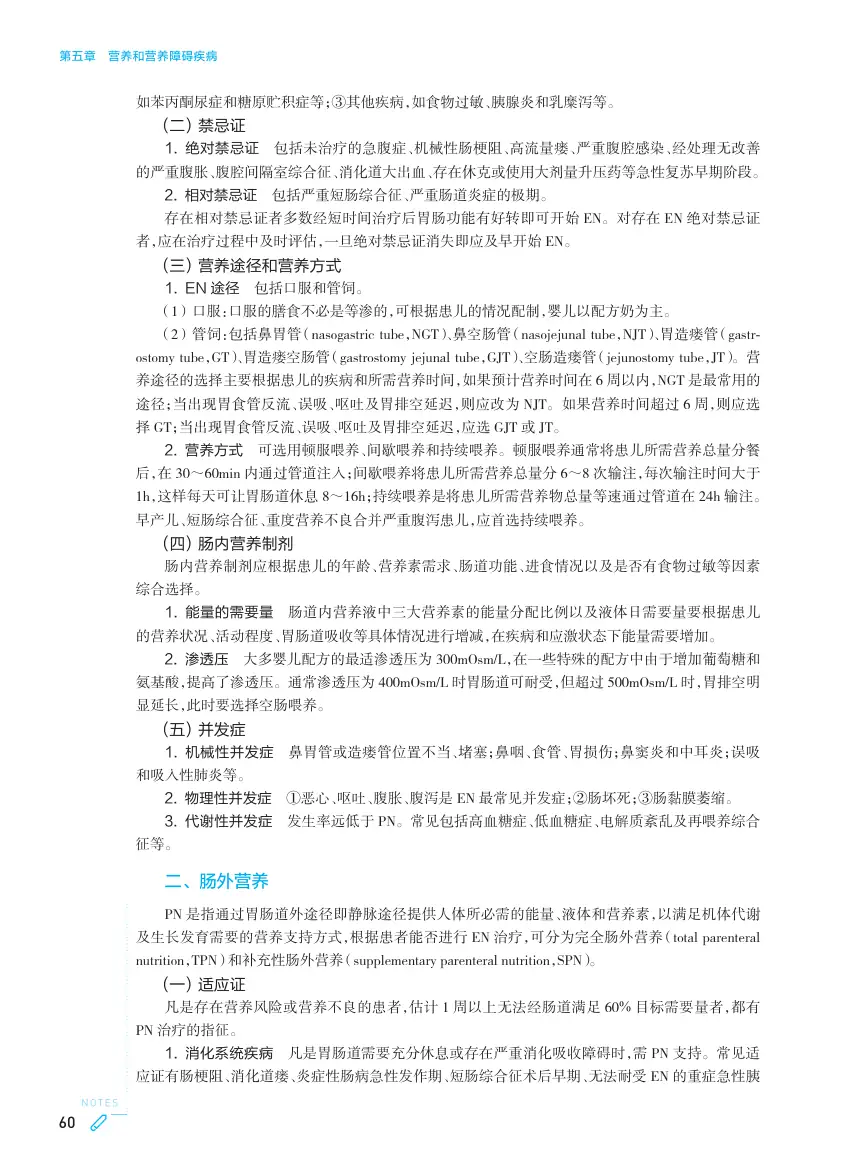 第五章　营养和营养障碍疾病
如苯丙酮尿症和糖原贮积症等；③其他疾病，如食物过敏、胰腺炎和乳糜泻等。
（二）禁忌证
1. 绝对禁忌证　包括未治疗的急腹症、机械性肠梗阻、高流量瘘、严重腹腔感染、经处理无改善
的严重腹胀、腹腔间隔室综合征、消化道大出血、存在休克或使用大剂量升压药等急性复苏早期阶段。
2. 相对禁忌证　包括严重短肠综合征、严重肠道炎症的极期。
存在相对禁忌证者多数经短时间治疗后胃肠功能有好转即可开始 EN。对存在 EN 绝对禁忌证
者，应在治疗过程中及时评估，一旦绝对禁忌证消失即应及早开始 EN。
（三）营养途径和营养方式
1. EN 途径　包括口服和管饲。
（1）口服：口服的膳食不必是等渗的，可根据患儿的情况配制，婴儿以配方奶为主。
（2）管饲：包括鼻胃管（nasogastric tube，NGT）、鼻空肠管（nasojejunal tube，NJT）、胃造瘘管（gastr-
ostomy tube，GT）、胃造瘘空肠管（gastrostomy jejunal tube，GJT）、空肠造瘘管（jejunostomy tube，JT）。营
养途径的选择主要根据患儿的疾病和所需营养时间，如果预计营养时间在 6 周以内，NGT 是最常用的
途径；当出现胃食管反流、误吸、呕吐及胃排空延迟，则应改为 NJT。如果营养时间超过 6 周，则应选
择 GT；当出现胃食管反流、误吸、呕吐及胃排空延迟，应选 GJT 或 JT。
2. 营养方式　可选用顿服喂养、间歇喂养和持续喂养。顿服喂养通常将患儿所需营养总量分餐
后，在 30～60min 内通过管道注入；间歇喂养将患儿所需营养总量分 6～8 次输注，每次输注时间大于
1h，这样每天可让胃肠道休息 8～16h；持续喂养是将患儿所需营养物总量等速通过管道在 24h 输注。
早产儿、短肠综合征、重度营养不良合并严重腹泻患儿，应首选持续喂养。
（四）肠内营养制剂
肠内营养制剂应根据患儿的年龄、营养素需求、肠道功能、进食情况以及是否有食物过敏等因素
综合选择。
1. 能量的需要量　肠道内营养液中三大营养素的能量分配比例以及液体日需要量要根据患儿
的营养状况、活动程度、胃肠道吸收等具体情况进行增减，在疾病和应激状态下能量需要增加。
2. 渗透压　大多婴儿配方的最适渗透压为 300mOsm/L，在一些特殊的配方中由于增加葡萄糖和
氨基酸，提高了渗透压。通常渗透压为 400mOsm/L 时胃肠道可耐受，但超过 500mOsm/L 时，胃排空明
显延长，此时要选择空肠喂养。
（五）并发症
1. 机械性并发症　鼻胃管或造瘘管位置不当、堵塞；鼻咽、食管、胃损伤；鼻窦炎和中耳炎；误吸
和吸入性肺炎等。
2. 物理性并发症　①恶心、呕吐、腹胀、腹泻是 EN 最常见并发症；②肠坏死；③肠黏膜萎缩。
3. 代谢性并发症　发生率远低于 PN。常见包括高血糖症、低血糖症、电解质紊乱及再喂养综合
征等。
二、肠外营养
PN 是指通过胃肠道外途径即静脉途径提供人体所必需的能量、液体和营养素，以满足机体代谢
及生长发育需要的营养支持方式，根据患者能否进行 EN 治疗，可分为完全肠外营养（total parenteral
nutrition，TPN）和补充性肠外营养（supplementary parenteral nutrition，SPN）。
（一）适应证
凡是存在营养风险或营养不良的患者，估计 1 周以上无法经肠道满足 60% 目标需要量者，都有
PN 治疗的指征。
1. 消化系统疾病　凡是胃肠道需要充分休息或存在严重消化吸收障碍时，需 PN 支持。常见适
应证有肠梗阻、消化道瘘、炎症性肠病急性发作期、短肠综合征术后早期、无法耐受 EN 的重症急性胰
NOTES
60